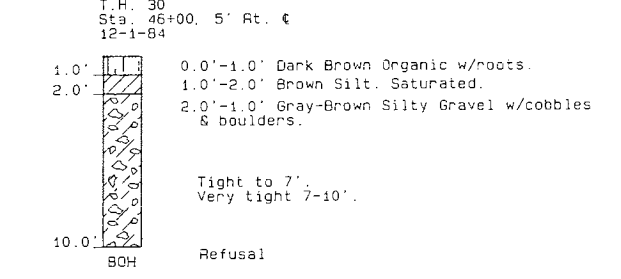 T.H. 30
Sta. 46+00, 5' Rt. ℄
12-1-84
0.0'-1.0' Dark Brown Organic w/roots.
1.0'
1.0'-2.0' Brown Silt. Saturated.
2.0'
2.0'-1.0' Gray-Brown Silty Gravel w/cobbles
& boulders.
Tight to 7'.
Very tight 7-10'.
10.0'
Refusal
BOH